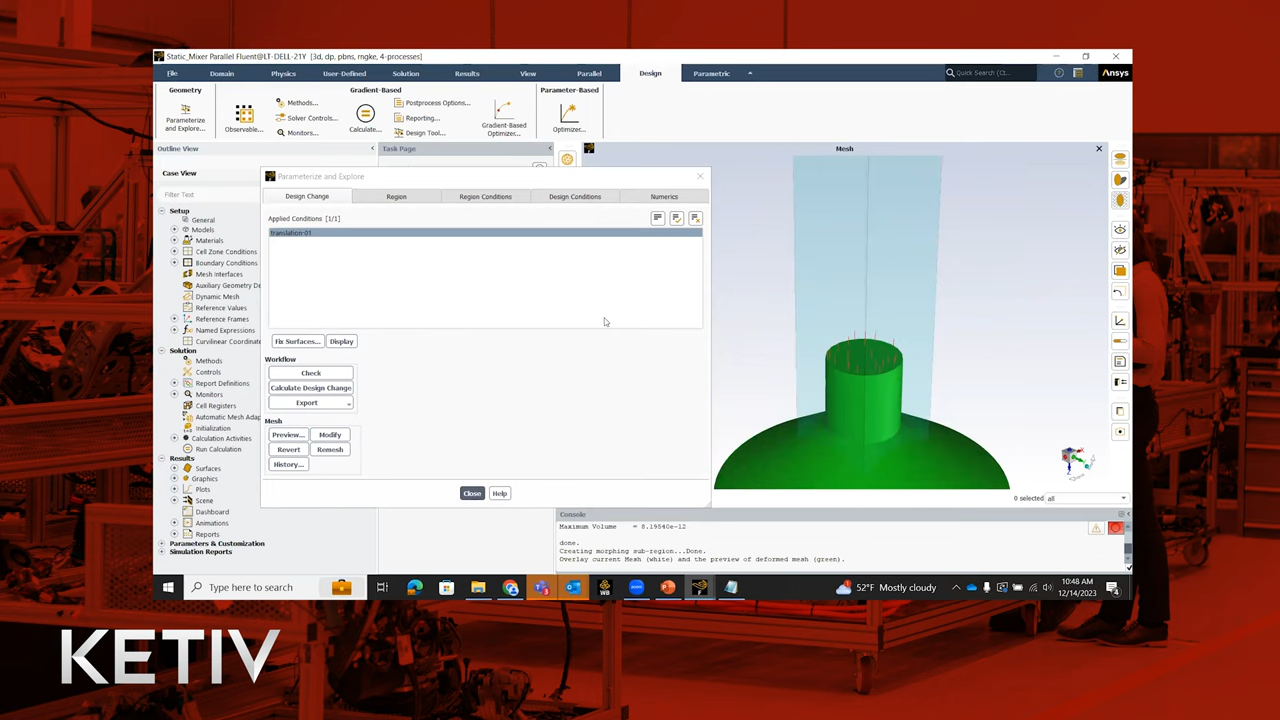 Static_Mixer Parallel Fluent@LT-DELL-21Y [3d, dp, pbns, rngke, 4-processes]
File Domain Physics User-Defined Solution Results View Parallel Design Parametric Quick Search (Ct... Ansys
Geometry Gradient-Based Parameter-Based
Parameterize and Explore...
Observable...
Methods...
Solver Controls...
Monitors...
Calculate...
Postprocess Options...
Reporting...
Design Tool...
Gradient-Based Optimizer...
Optimizer...
Outline View < Task Page < Mesh
Case View
Filter Text
Setup
General
Models
Materials
Cell Zone Conditions
Boundary Conditions
Mesh Interfaces
Auxiliary Geometry De
Dynamic Mesh
Reference Values
Reference Frames
Named Expressions
Curvilinear Coordinate
Solution
Methods
Controls
Report Definitions
Monitors
Cell Registers
Automatic Mesh Adap
Initialization
Calculation Activities
Run Calculation
Results
Surfaces
Graphics
Plots
Scene
Dashboard
Animations
Reports
Parameters & Customization
Simulation Reports
Parameterize and Explore
Design Change Region Region Conditions Design Conditions Numerics
Applied Conditions [1/1]
translation-01
Fix Surfaces... Display
Workflow
Check
Calculate Design Change
Export
Mesh
Preview... Modify
Revert Remesh
History...
Close Help
0 selected all
Console
Maximum Volume = 8.19540e-12
done.
Creating morphing sub-region...Done.
Overlay current Mesh (white) and the preview of deformed mesh (green).
Type here to search
52°F Mostly cloudy
10:48 AM
12/14/2023
KETIV